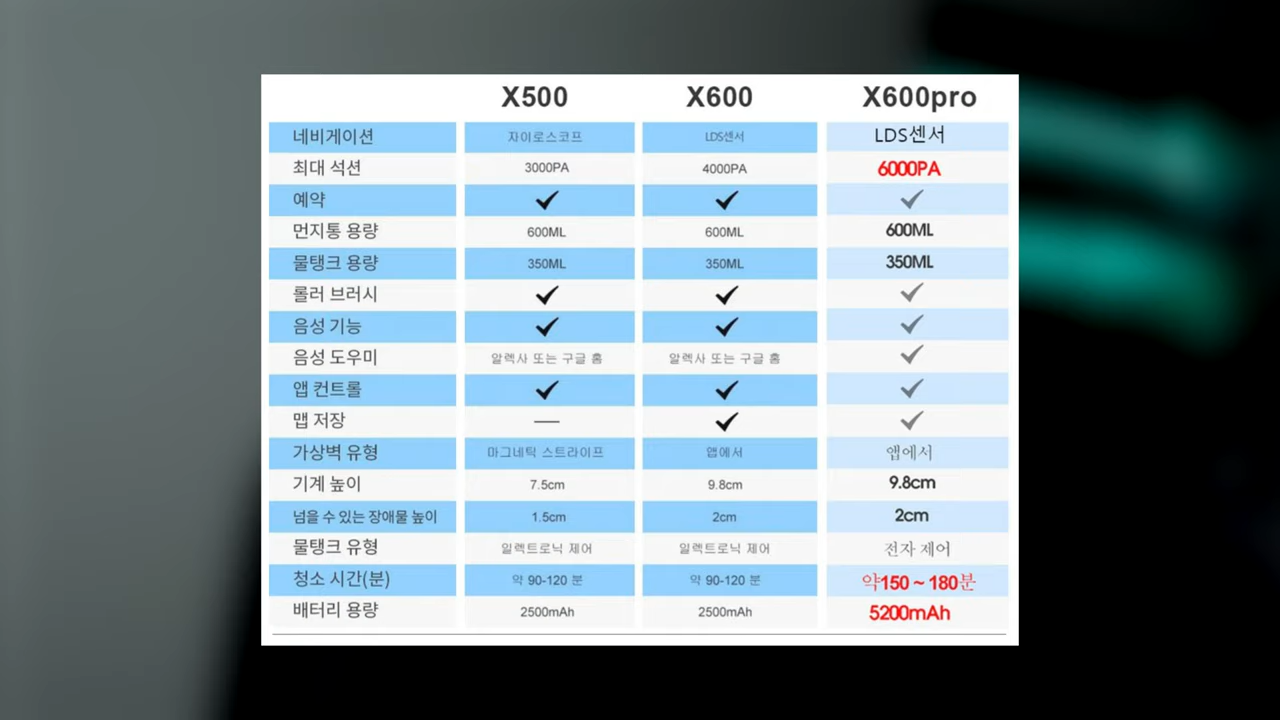 X500 X600 X600pro
네비게이션 자이로스코프 LDS센서 LDS센서
최대 석션 3000PA 4000PA 6000PA
예약 ✓ ✓ ✓
먼지통 용량 600ML 600ML 600ML
물탱크 용량 350ML 350ML 350ML
롤러 브러시 ✓ ✓ ✓
음성 기능 ✓ ✓ ✓
음성 도우미 알렉사 또는 구글 홈 알렉사 또는 구글 홈 ✓
앱 컨트롤 ✓ ✓ ✓
맵 저장 — ✓ ✓
가상벽 유형 마그네틱 스트라이프 앱에서 앱에서
기계 높이 7.5cm 9.8cm 9.8cm
넘을 수 있는 장애물 높이 1.5cm 2cm 2cm
물탱크 유형 일렉트로닉 제어 일렉트로닉 제어 전자 제어
청소 시간(분) 약 90-120 분 약 90-120 분 약150 ~ 180분
배터리 용량 2500mAh 2500mAh 5200mAh